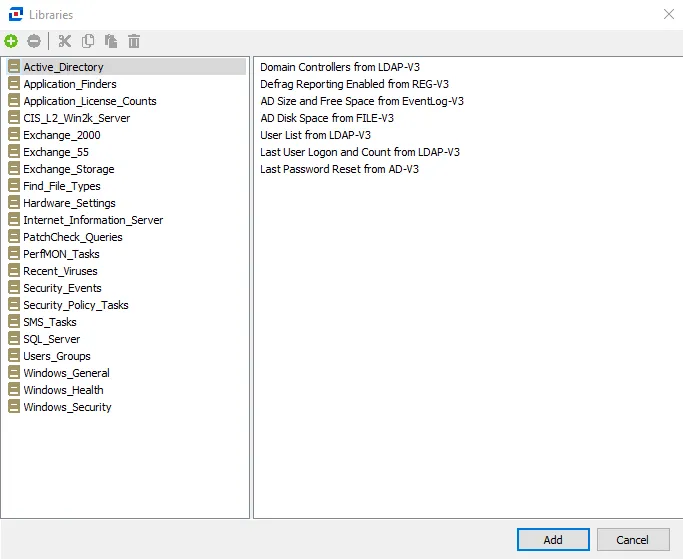 Libraries
Active_Directory
Application_Finders
Application_License_Counts
CIS_L2_Win2k_Server
Exchange_2000
Exchange_55
Exchange_Storage
Find_File_Types
Hardware_Settings
Internet_Information_Server
PatchCheck_Queries
PerfMON_Tasks
Recent_Viruses
Security_Events
Security_Policy_Tasks
SMS_Tasks
SQL_Server
Users_Groups
Windows_General
Windows_Health
Windows_Security
Domain Controllers from LDAP-V3
Defrag Reporting Enabled from REG-V3
AD Size and Free Space from EventLog-V3
AD Disk Space from FILE-V3
User List from LDAP-V3
Last User Logon and Count from LDAP-V3
Last Password Reset from AD-V3
Add
Cancel